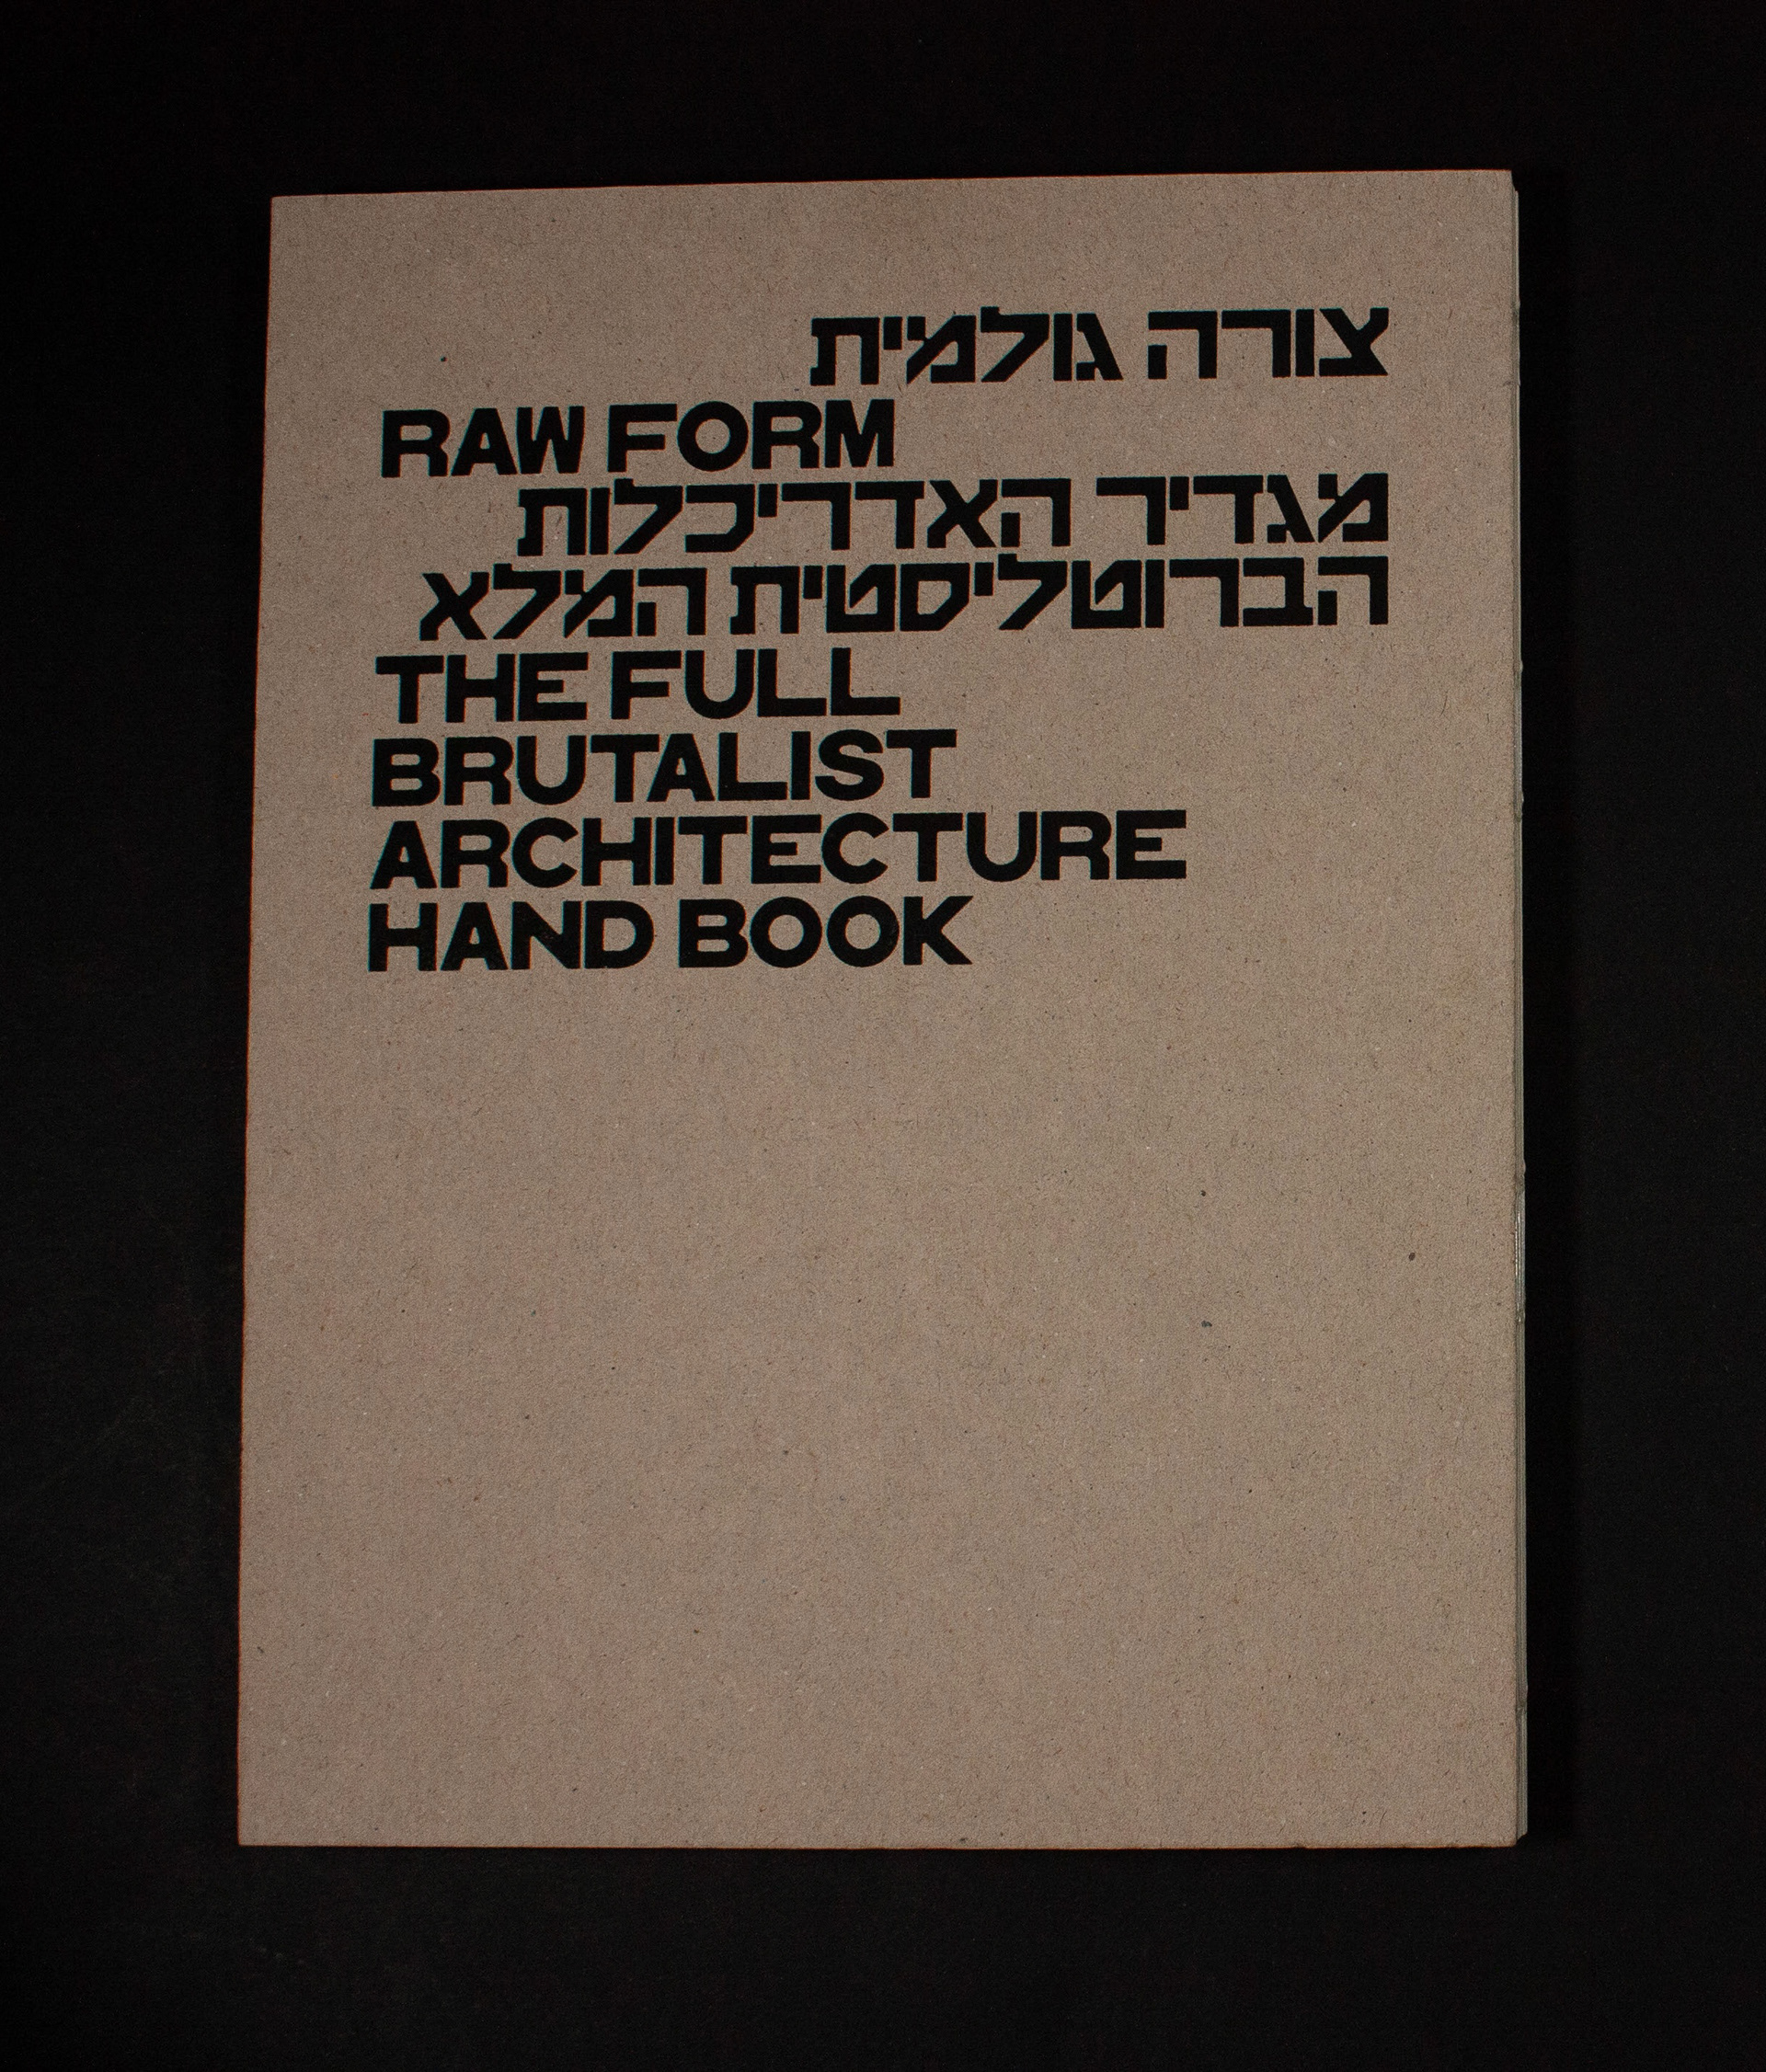 צורה גולמית
RAW FORM
מגדיר האדריכלות
הברוטליסטית המלא
THE FULL
BRUTALIST
ARCHITECTURE
HAND BOOK